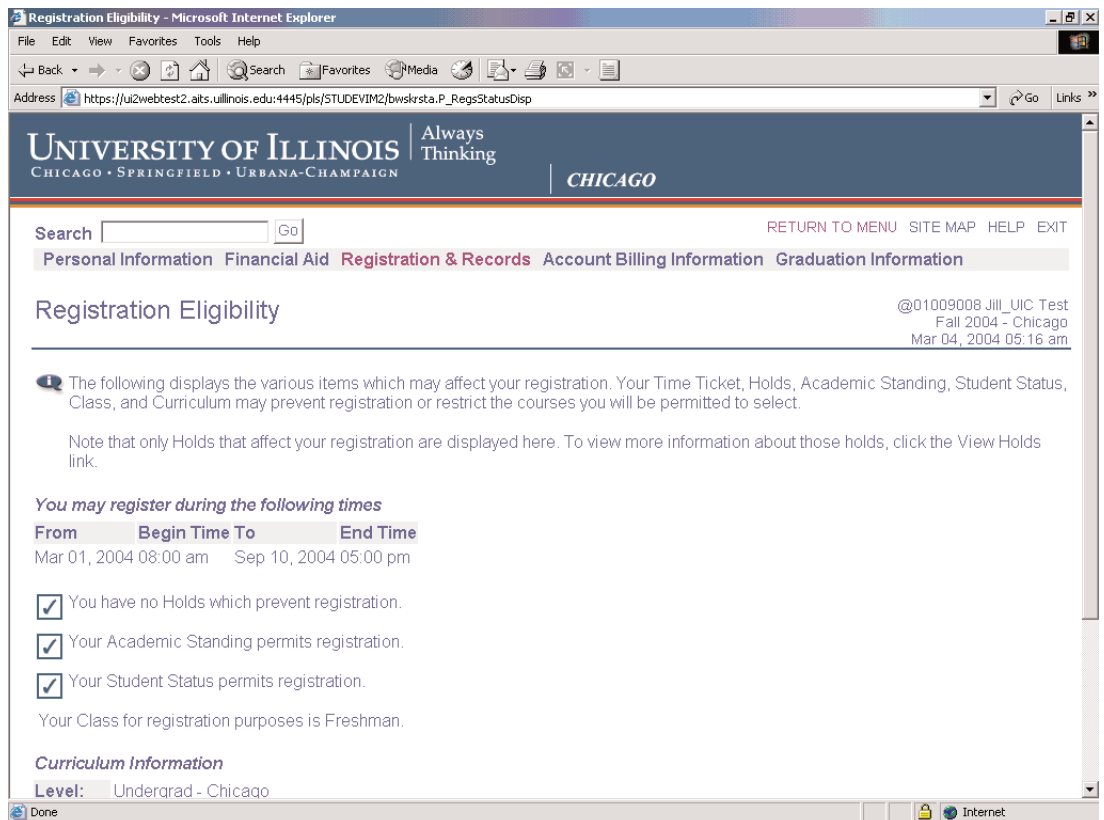 Registration Eligibility - Microsoft Internet Explorer
File Edit View Favorites Tools Help
Back Search Favorites Media
Address https://ui2webtest2.aits.uillinois.edu:4445/pls/STUDEVIM2/bwskrsta.P_RegsStatusDisp Go Links »
UNIVERSITY OF ILLINOIS Always
Thinking
CHICAGO • SPRINGFIELD • URBANA-CHAMPAIGN
CHICAGO
Search Go RETURN TO MENU SITE MAP HELP EXIT
Personal Information Financial Aid Registration & Records Account Billing Information Graduation Information
Registration Eligibility
@01009008 Jill_UIC Test
Fall 2004 - Chicago
Mar 04, 2004 05:16 am
The following displays the various items which may affect your registration. Your Time Ticket, Holds, Academic Standing, Student Status,
Class, and Curriculum may prevent registration or restrict the courses you will be permitted to select.
Note that only Holds that affect your registration are displayed here. To view more information about those holds, click the View Holds
link.
You may register during the following times
From Begin Time To End Time
Mar 01, 2004 08:00 am Sep 10, 2004 05:00 pm
You have no Holds which prevent registration.
Your Academic Standing permits registration.
Your Student Status permits registration.
Your Class for registration purposes is Freshman.
Curriculum Information
Level: Undergrad - Chicago
Done Internet